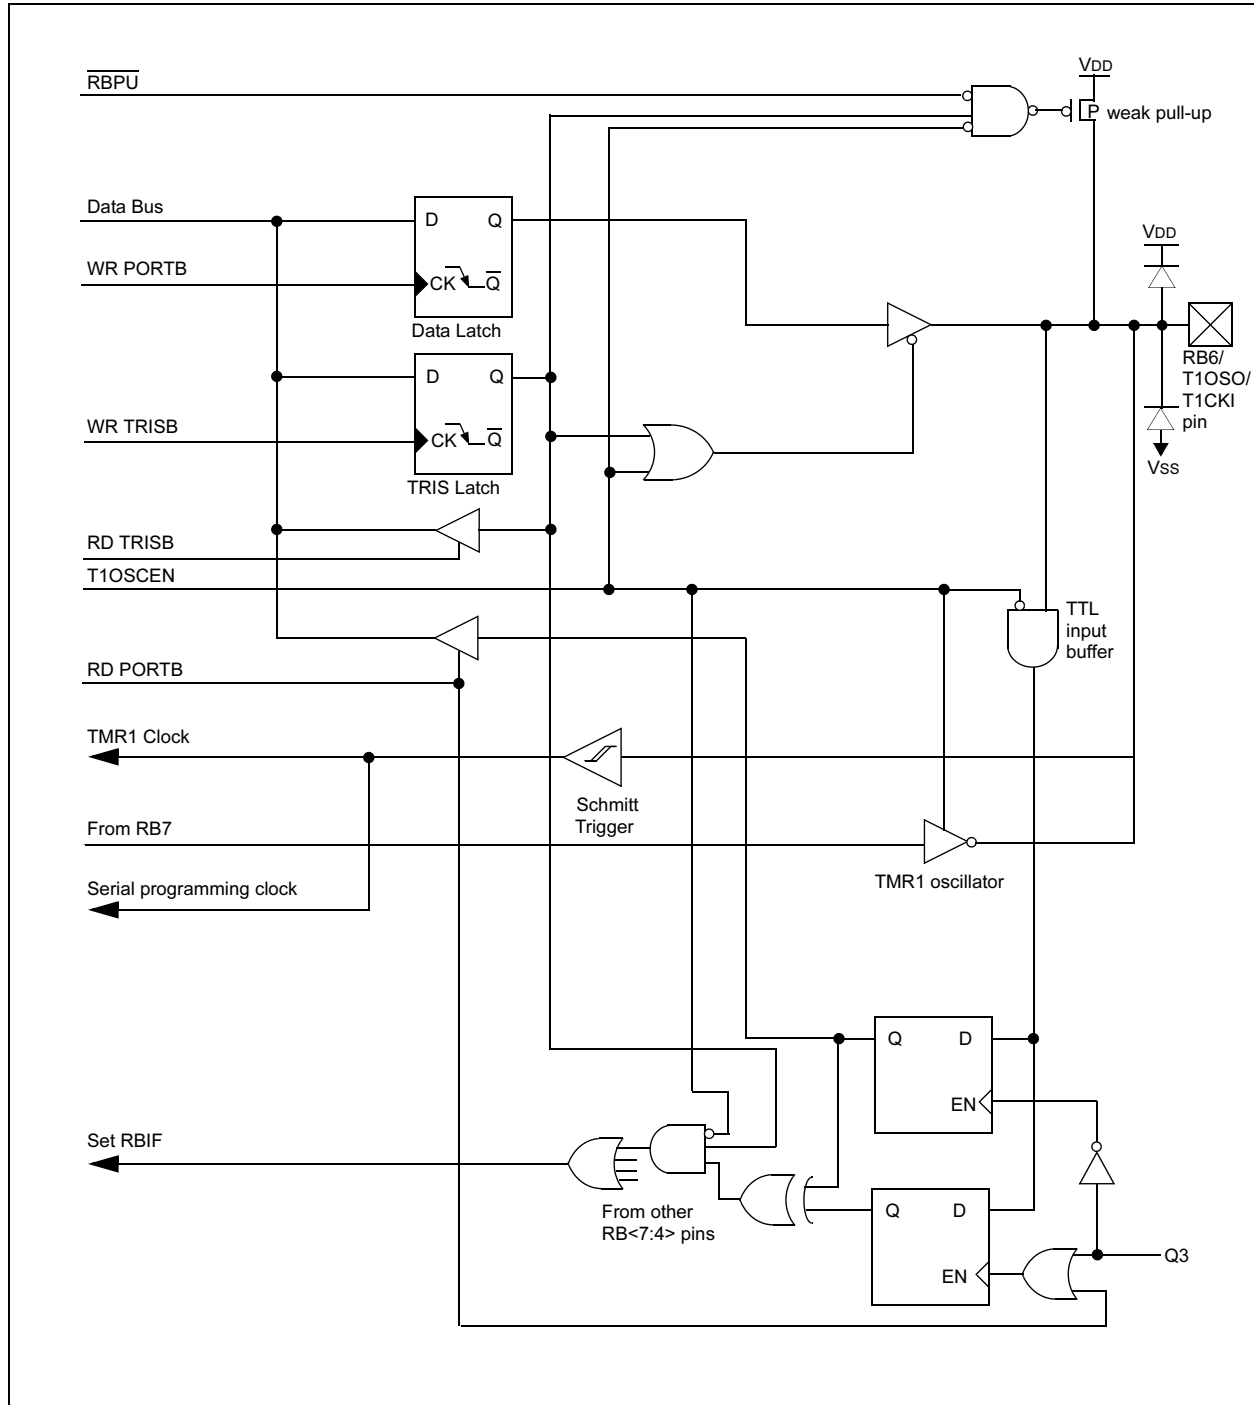 RBPU
VDD
P
weak pull-up
Data Bus
D
Q
VDD
WR PORTB
CK
Q
Data Latch
D
Q
RB6/
T1OSO/
T1CKI
pin
WR TRISB
CK
Q
VSS
TRIS Latch
RD TRISB
T1OSCEN
TTL
input
buffer
RD PORTB
TMR1 Clock
Schmitt
Trigger
From RB7
TMR1 oscillator
Serial programming clock
Q
D
EN
Set RBIF
From other
RB<7:4> pins
Q
D
Q3
EN